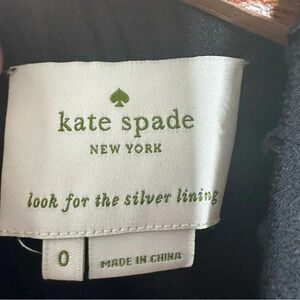 kate spade
NEW YORK
look for the silver lining
0
MADE IN CHINA